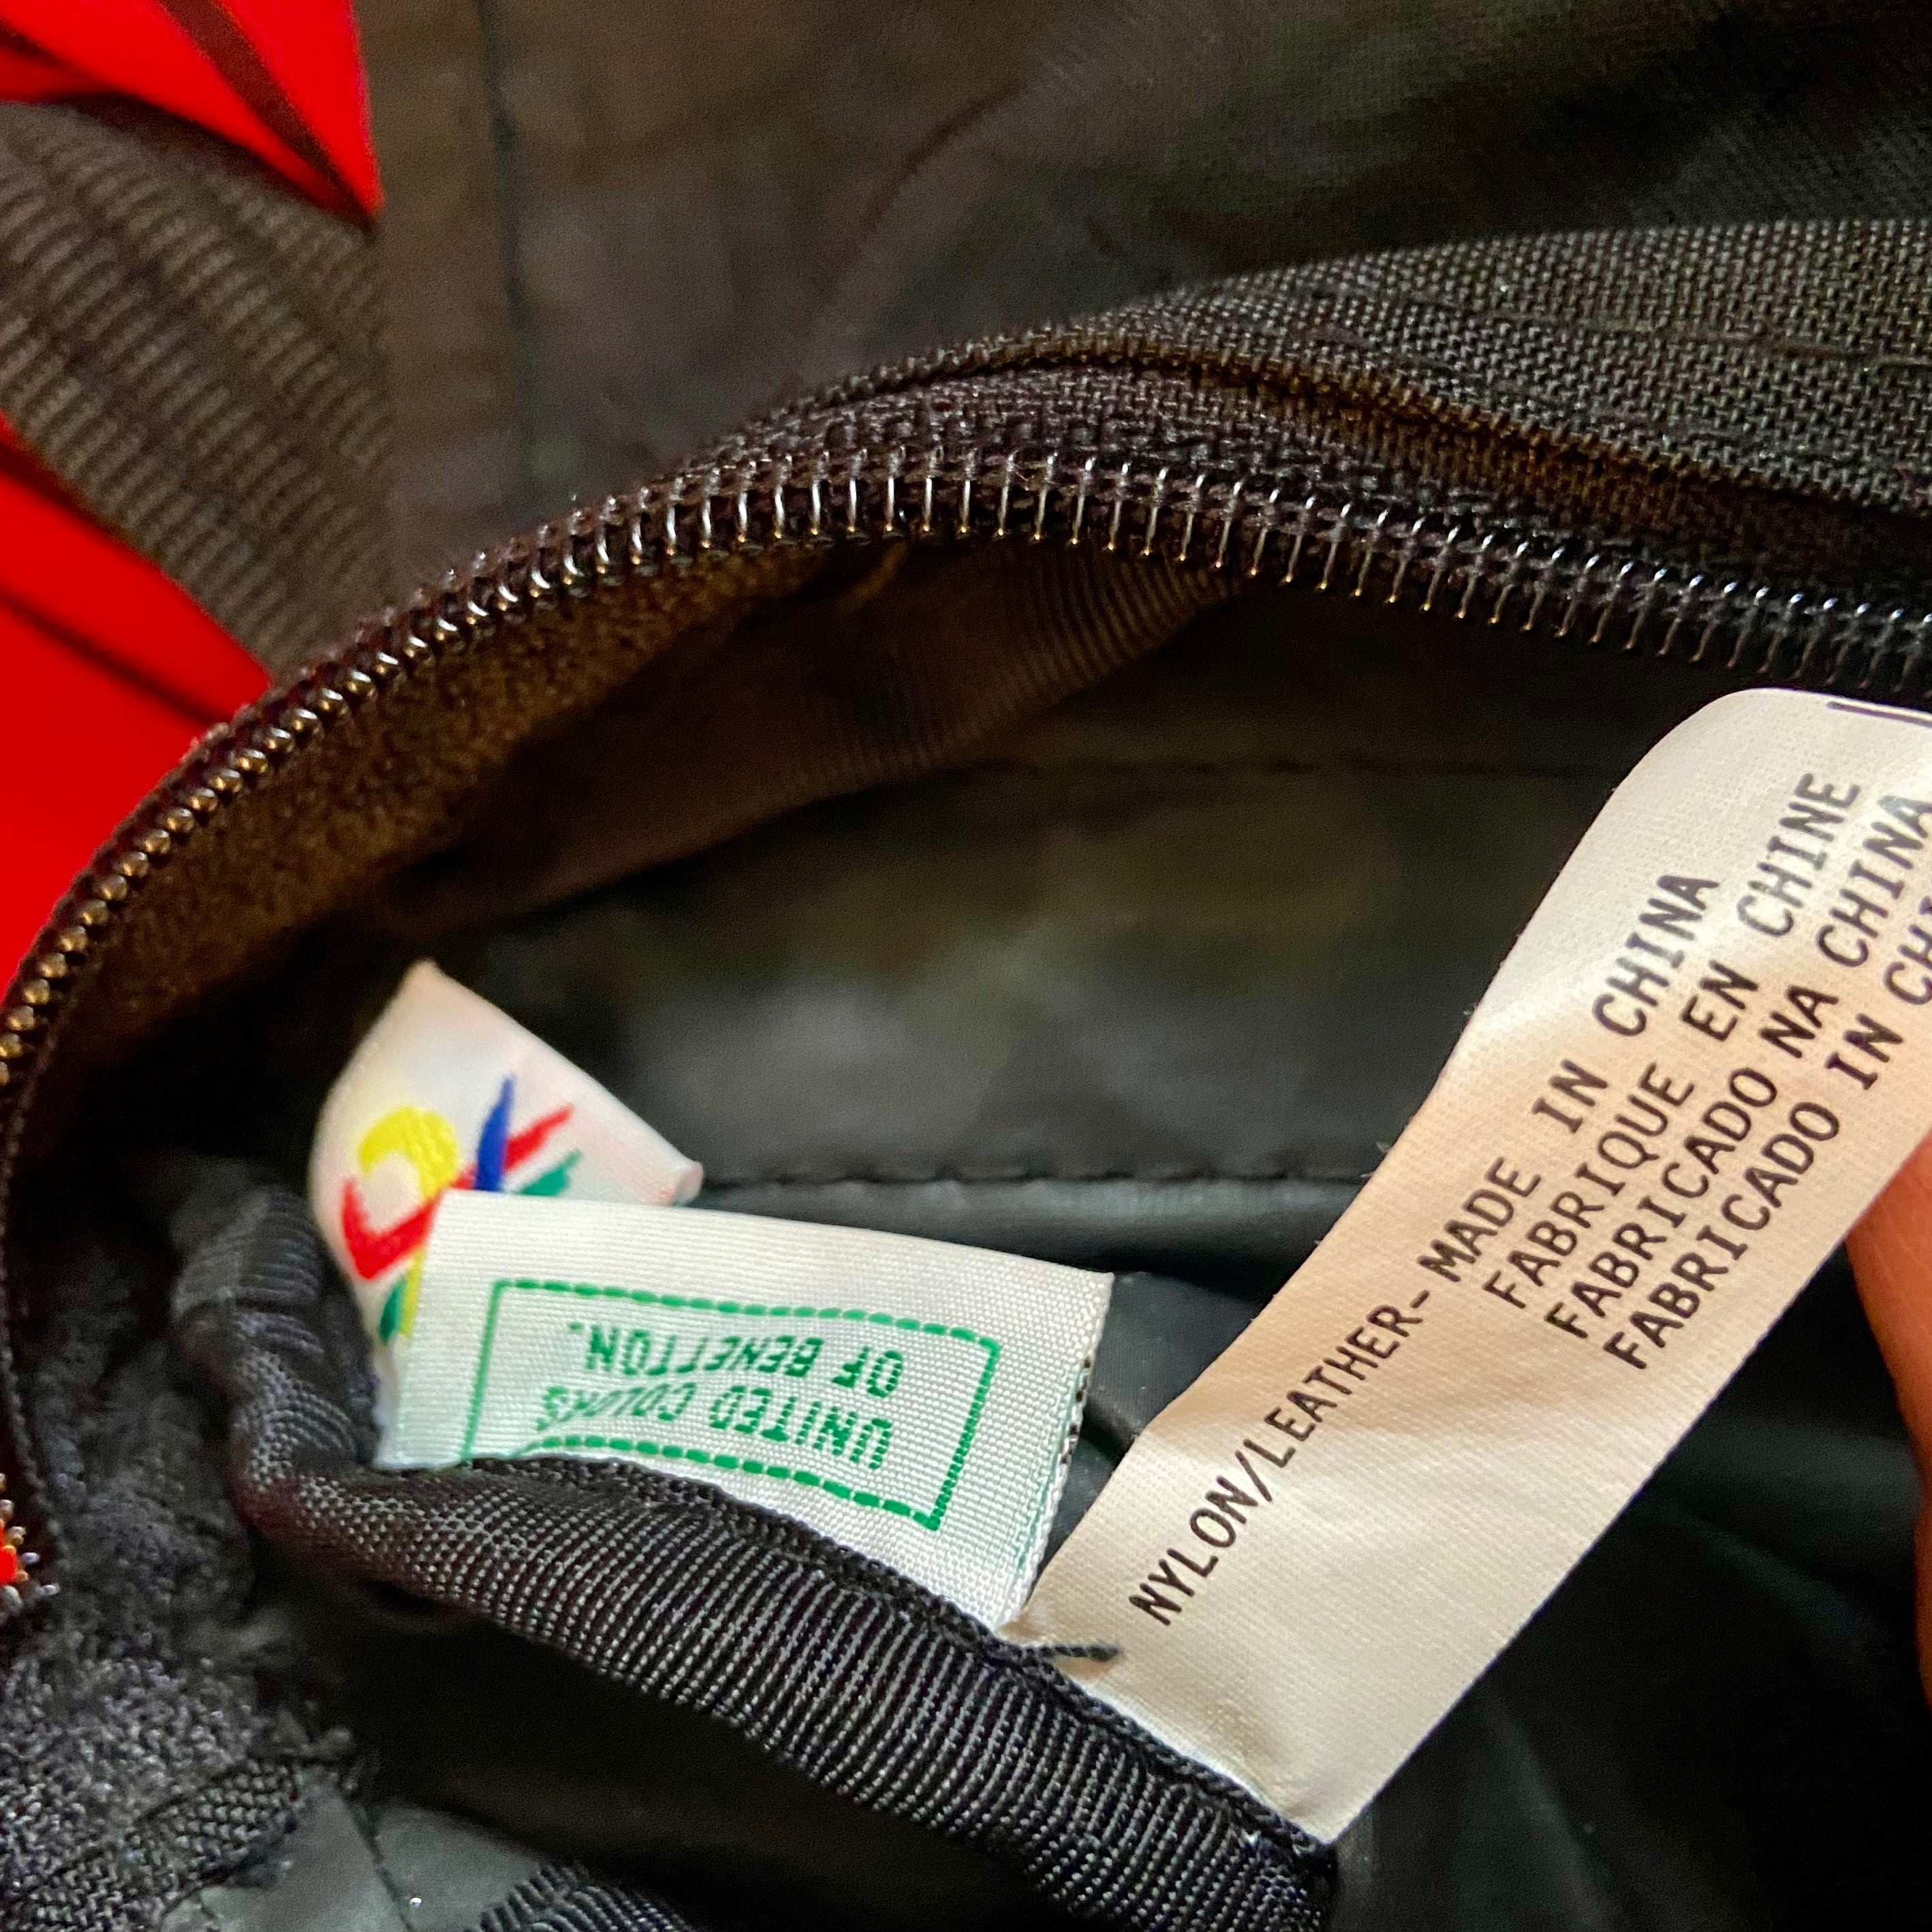 UNITED COLORS
OF BENETTON.
NYLON/LEATHER-MADE IN CHINA
FABRIQUE EN CHINE
FABRICADO NA CHINA
FABRICADO IN